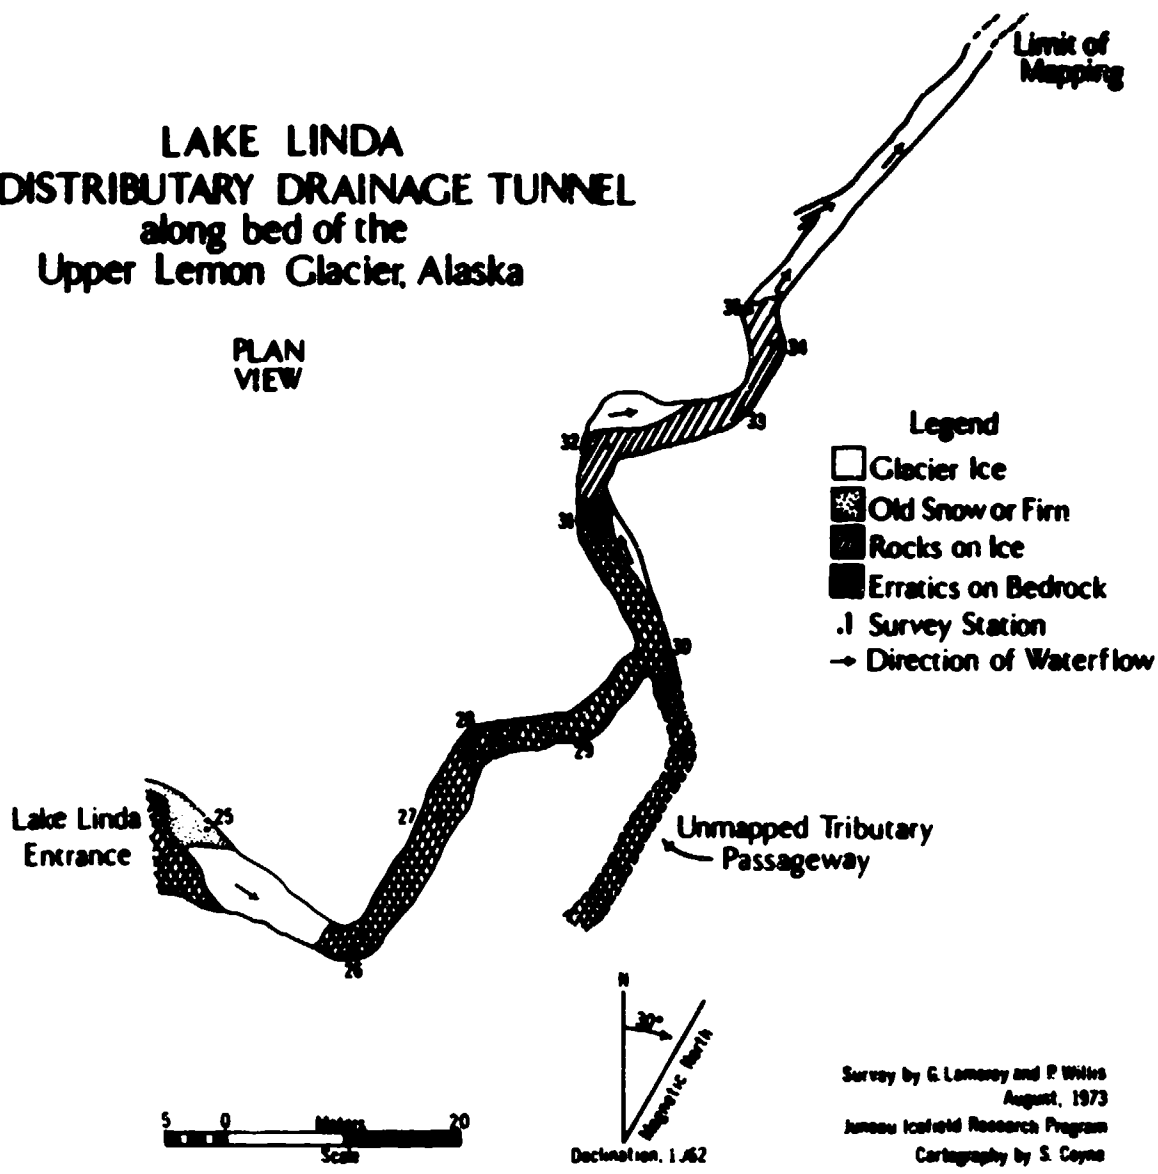 LAKE LINDA
DISTRIBUTARY DRAINAGE TUNNEL
along bed of the
Upper Lemon Glacier, Alaska
PLAN
VIEW
Limit of
Mapping
34
33
32
31
30
29
28
27
26
25
Legend
Glacier Ice
Old Snow or Firn
Rocks on Ice
Erratics on Bedrock
.1 Survey Station
Direction of Waterflow
Lake Linda
Entrance
Unmapped Tributary
Passageway
N
30°
Magnetic North
Declination, 
5 0 Meters 20
Scale
Survey by G. Lamorey and P. Willis
August, 1973
Juneau Icefield Research Program
Cartography by S. Coyne